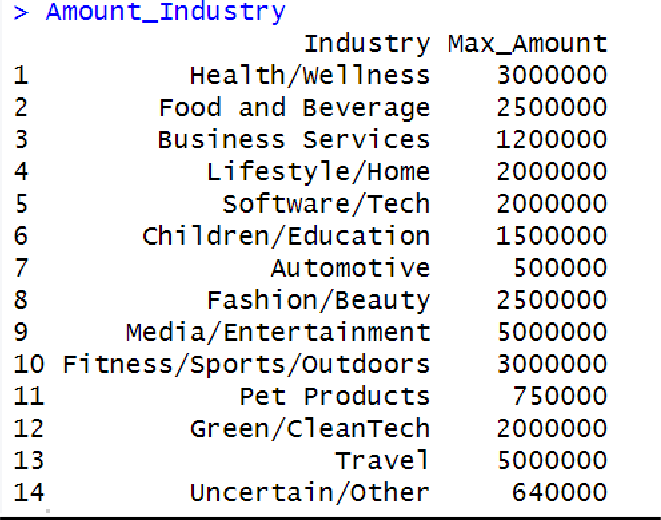 > Amount_Industry
Industry Max_Amount
1 Health/Wellness 3000000
2 Food and Beverage 2500000
3 Business Services 1200000
4 Lifestyle/Home 2000000
5 Software/Tech 2000000
6 Children/Education 1500000
7 Automotive 500000
8 Fashion/Beauty 2500000
9 Media/Entertainment 5000000
10 Fitness/Sports/Outdoors 3000000
11 Pet Products 750000
12 Green/CleanTech 2000000
13 Travel 5000000
14 Uncertain/Other 640000